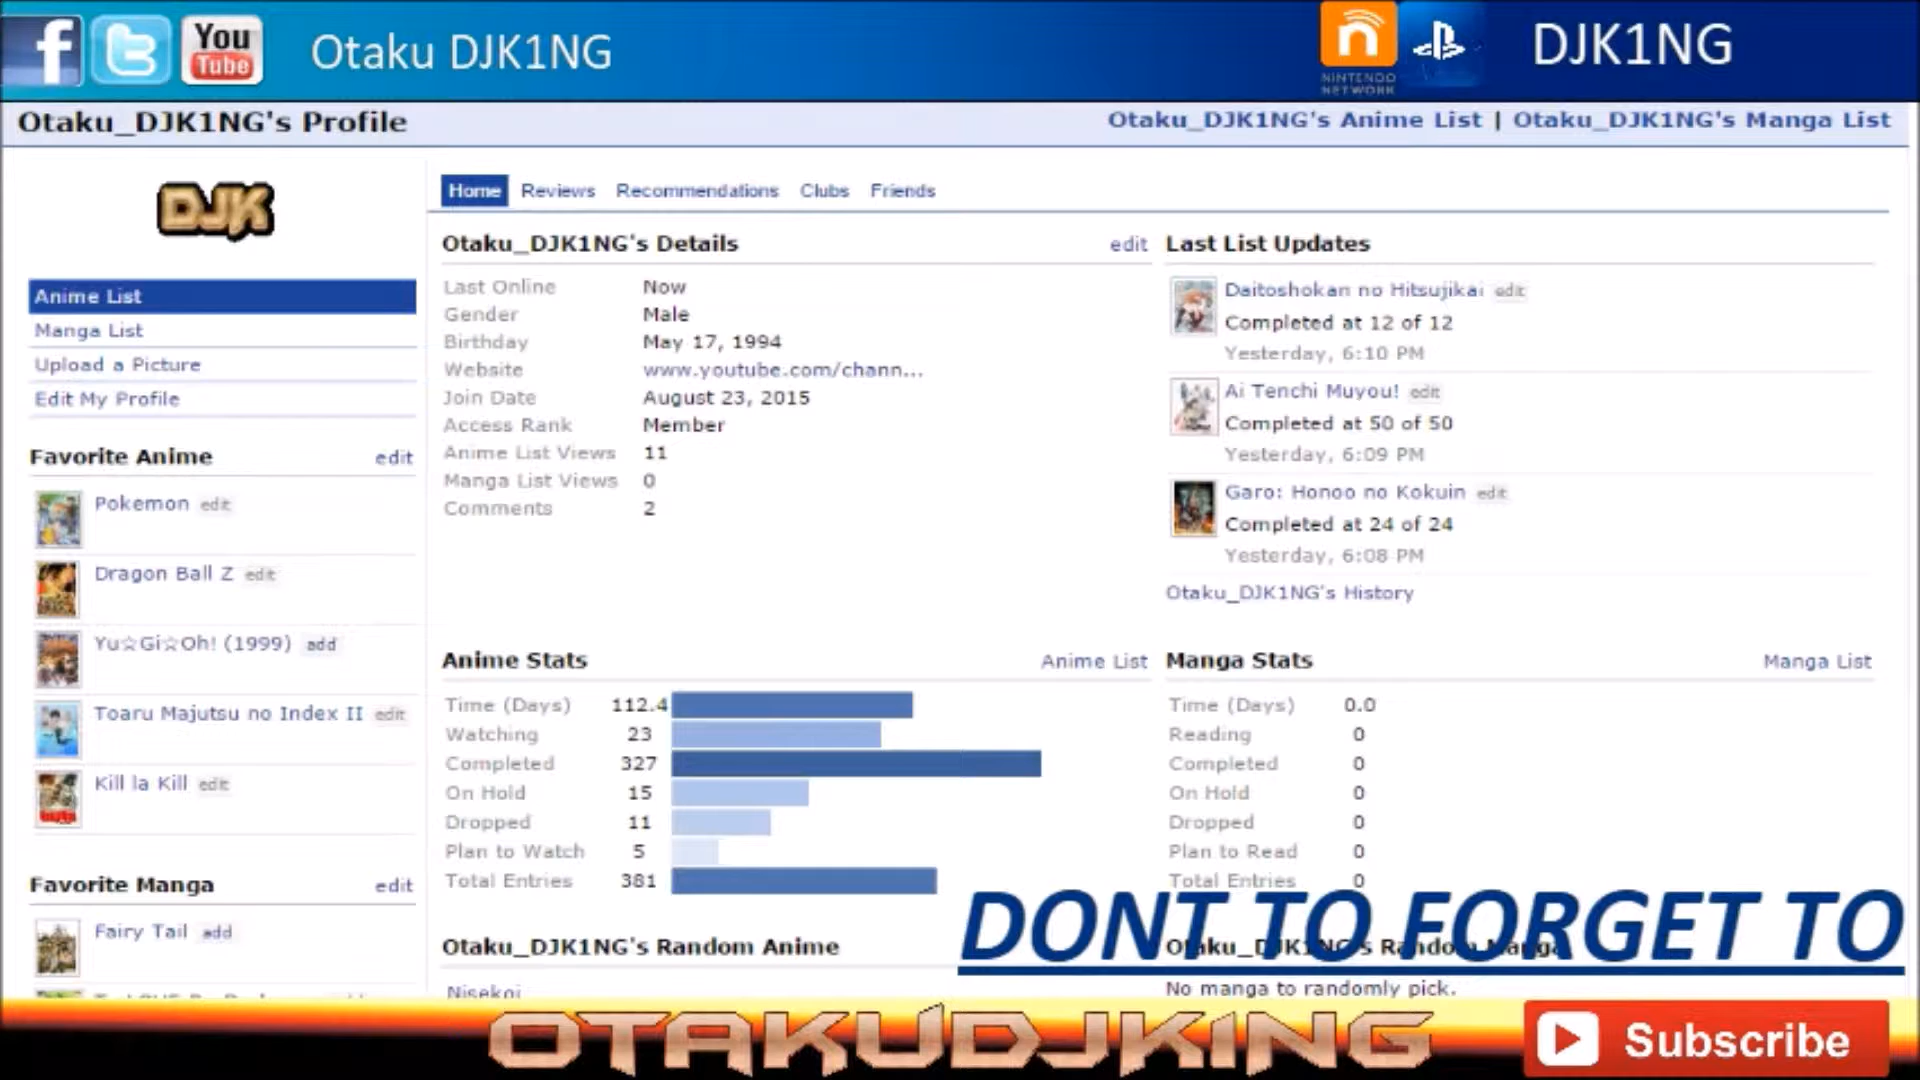 f
You
Tube
Otaku DJK1NG
n
NINTENDO
NETWORK
DJK1NG
Otaku_DJK1NG's Profile
Otaku_DJK1NG's Anime List | Otaku_DJK1NG's Manga List
DJK
Anime List
Manga List
Upload a Picture
Edit My Profile
Favorite Anime edit
Pokemon edit
Dragon Ball Z edit
Yu☆Gi☆Oh! (1999) add
Toaru Majutsu no Index II edit
Kill la Kill edit
Favorite Manga edit
Fairy Tail add
Home Reviews Recommendations Clubs Friends
Otaku_DJK1NG's Details edit
Last Online Now
Gender Male
Birthday May 17, 1994
Website www.youtube.com/chann...
Join Date August 23, 2015
Access Rank Member
Anime List Views 11
Manga List Views 0
Comments 2
Last List Updates
Daitoshokan no Hitsujikai edit
Completed at 12 of 12
Yesterday, 6:10 PM
Ai Tenchi Muyou! edit
Completed at 50 of 50
Yesterday, 6:09 PM
Garo: Honoo no Kokuin edit
Completed at 24 of 24
Yesterday, 6:08 PM
Otaku_DJK1NG's History
Anime Stats Anime List
Time (Days) 112.4
Watching 23
Completed 327
On Hold 15
Dropped 11
Plan to Watch 5
Total Entries 381
Manga Stats Manga List
Time (Days) 0.0
Reading 0
Completed 0
On Hold 0
Dropped 0
Plan to Read 0
Total Entries 0
Otaku_DJK1NG's Random Anime
Nisekoi
Otaku_DJK1NG's Random Manga
No manga to randomly pick.
DONT TO FORGET TO
OTAKUDJKING
Subscribe